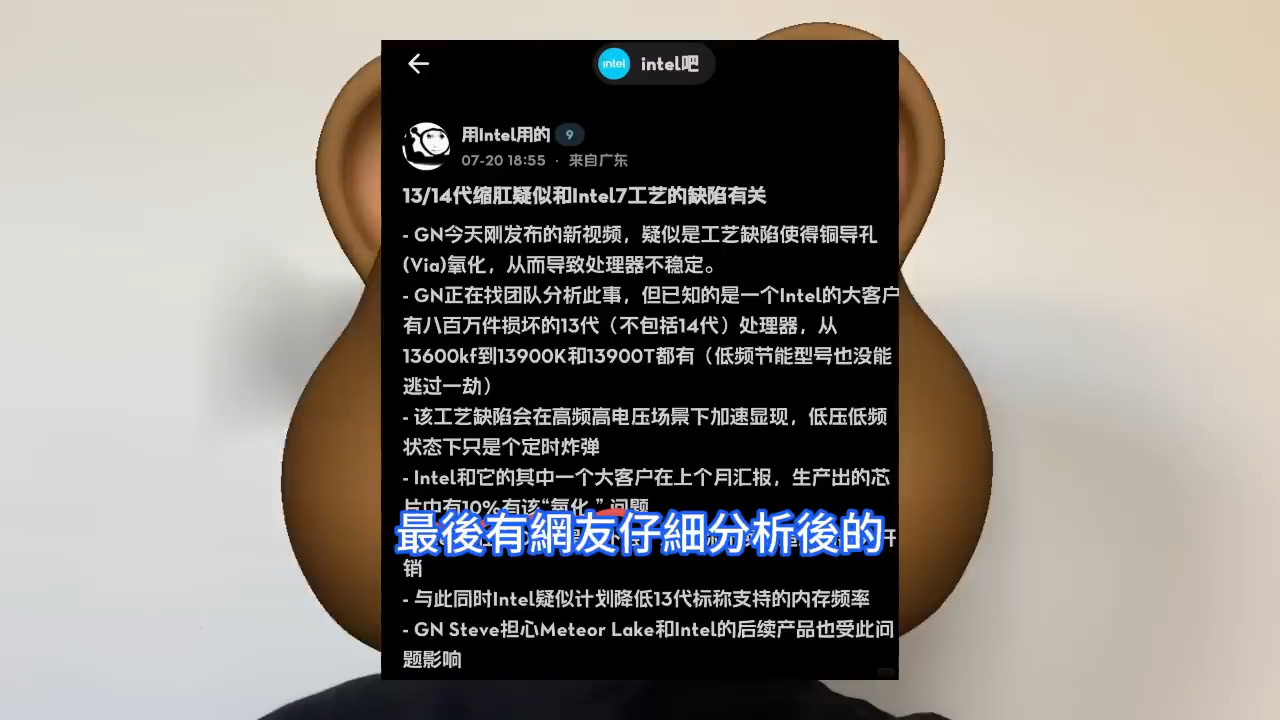 intel
intel吧
用Intel用的
9
07-20 18:55 · 来自广东
13/14代缩肛疑似和Intel7工艺的缺陷有关
- GN今天刚发布的新视频，疑似是工艺缺陷使得铜导孔
(Via)氧化，从而导致处理器不稳定。
- GN正在找团队分析此事，但已知的是一个Intel的大客户
有八百万件损坏的13代（不包括14代）处理器，从
13600kf到13900K和13900T都有（低频节能型号也没能
逃过一劫）
- 该工艺缺陷会在高频高电压场景下加速显现，低压低频
状态下只是个定时炸弹
- Intel和它的其中一个大客户在上个月汇报，生产出的芯
片中有10%有该“氧化 ”问题
最後有網友仔細分析後的
开
销
- 与此同时Intel疑似计划降低13代标称支持的内存频率
- GN Steve担心Meteor Lake和Intel的后续产品也受此问
题影响